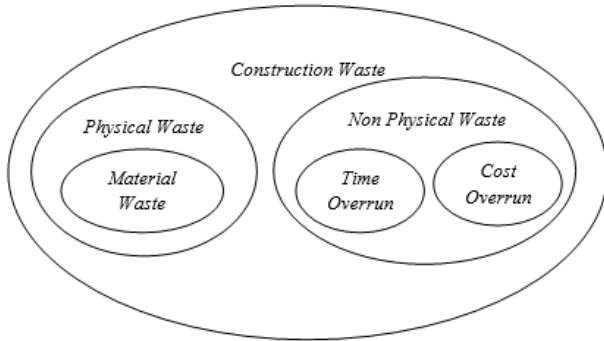 Construction Waste
Physical Waste
Material
Waste
Non Physical Waste
Time
Overrun
Cost
Overrun